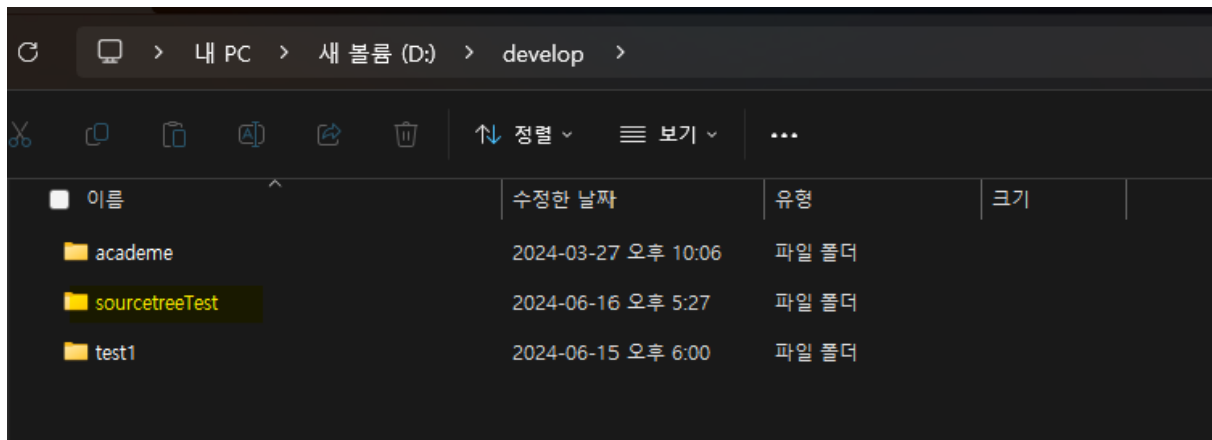 내 PC > 새 볼륨 (D:) > develop >
정렬 보기 ...
이름 수정한 날짜 유형 크기
academe 2024-03-27 오후 10:06 파일 폴더
sourcetreeTest 2024-06-16 오후 5:27 파일 폴더
test1 2024-06-15 오후 6:00 파일 폴더